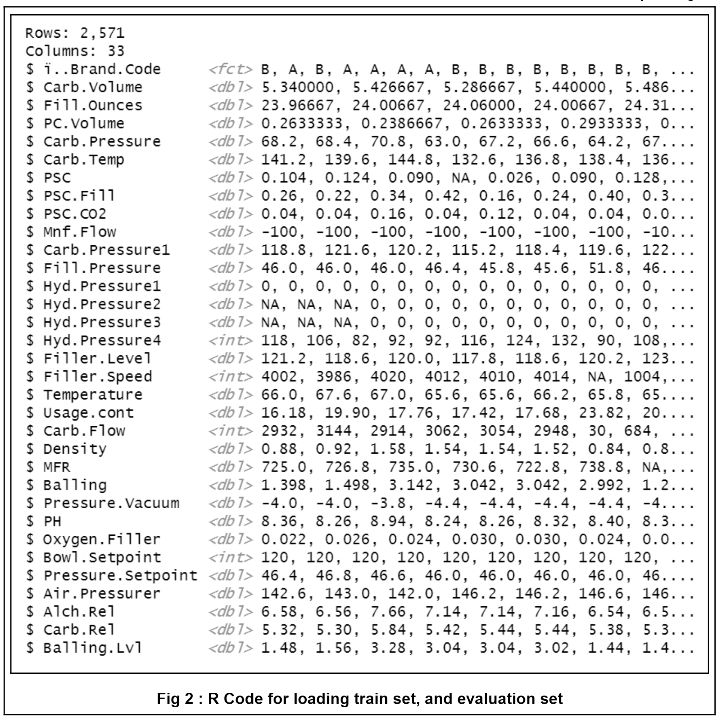 Rows: 2,571
Columns: 33
$ ï..Brand.Code <fct> B, A, B, A, A, A, A, B, B, B, B, B, B, B, B, ...
$ Carb.Volume <dbl> 5.340000, 5.426667, 5.286667, 5.440000, 5.486...
$ Fill.Ounces <dbl> 23.96667, 24.00667, 24.06000, 24.00667, 24.31...
$ PC.Volume <dbl> 0.2633333, 0.2386667, 0.2633333, 0.2933333, 0...
$ Carb.Pressure <dbl> 68.2, 68.4, 70.8, 63.0, 67.2, 66.6, 64.2, 67....
$ Carb.Temp <dbl> 141.2, 139.6, 144.8, 132.6, 136.8, 138.4, 136...
$ PSC <dbl> 0.104, 0.124, 0.090, NA, 0.026, 0.090, 0.128,...
$ PSC.Fill <dbl> 0.26, 0.22, 0.34, 0.42, 0.16, 0.24, 0.40, 0.3...
$ PSC.CO2 <dbl> 0.04, 0.04, 0.16, 0.04, 0.12, 0.04, 0.04, 0.0...
$ Mnf.Flow <dbl> -100, -100, -100, -100, -100, -100, -100, -10...
$ Carb.Pressure1 <dbl> 118.8, 121.6, 120.2, 115.2, 118.4, 119.6, 122...
$ Fill.Pressure <dbl> 46.0, 46.0, 46.0, 46.4, 45.8, 45.6, 51.8, 46....
$ Hyd.Pressure1 <dbl> 0, 0, 0, 0, 0, 0, 0, 0, 0, 0, 0, 0, 0, 0, 0, ...
$ Hyd.Pressure2 <dbl> NA, NA, NA, 0, 0, 0, 0, 0, 0, 0, 0, 0, 0, 0, ...
$ Hyd.Pressure3 <dbl> NA, NA, NA, 0, 0, 0, 0, 0, 0, 0, 0, 0, 0, 0, ...
$ Hyd.Pressure4 <int> 118, 106, 82, 92, 92, 116, 124, 132, 90, 108,...
$ Filler.Level <dbl> 121.2, 118.6, 120.0, 117.8, 118.6, 120.2, 123...
$ Filler.Speed <int> 4002, 3986, 4020, 4012, 4010, 4014, NA, 1004,...
$ Temperature <dbl> 66.0, 67.6, 67.0, 65.6, 65.6, 66.2, 65.8, 65....
$ Usage.cont <dbl> 16.18, 19.90, 17.76, 17.42, 17.68, 23.82, 20....
$ Carb.Flow <int> 2932, 3144, 2914, 3062, 3054, 2948, 30, 684, ...
$ Density <dbl> 0.88, 0.92, 1.58, 1.54, 1.54, 1.52, 0.84, 0.8...
$ MFR <dbl> 725.0, 726.8, 735.0, 730.6, 722.8, 738.8, NA,...
$ Balling <dbl> 1.398, 1.498, 3.142, 3.042, 3.042, 2.992, 1.2...
$ Pressure.Vacuum <dbl> -4.0, -4.0, -3.8, -4.4, -4.4, -4.4, -4.4, -4....
$ PH <dbl> 8.36, 8.26, 8.94, 8.24, 8.26, 8.32, 8.40, 8.3...
$ Oxygen.Filler <dbl> 0.022, 0.026, 0.024, 0.030, 0.030, 0.024, 0.0...
$ Bowl.Setpoint <int> 120, 120, 120, 120, 120, 120, 120, 120, 120, ...
$ Pressure.Setpoint <dbl> 46.4, 46.8, 46.6, 46.0, 46.0, 46.0, 46.0, 46....
$ Air.Pressurer <dbl> 142.6, 143.0, 142.0, 146.2, 146.2, 146.6, 146...
$ Alch.Rel <dbl> 6.58, 6.56, 7.66, 7.14, 7.14, 7.16, 6.54, 6.5...
$ Carb.Rel <dbl> 5.32, 5.30, 5.84, 5.42, 5.44, 5.44, 5.38, 5.3...
$ Balling.Lvl <dbl> 1.48, 1.56, 3.28, 3.04, 3.04, 3.02, 1.44, 1.4...
Fig 2 : R Code for loading train set, and evaluation set